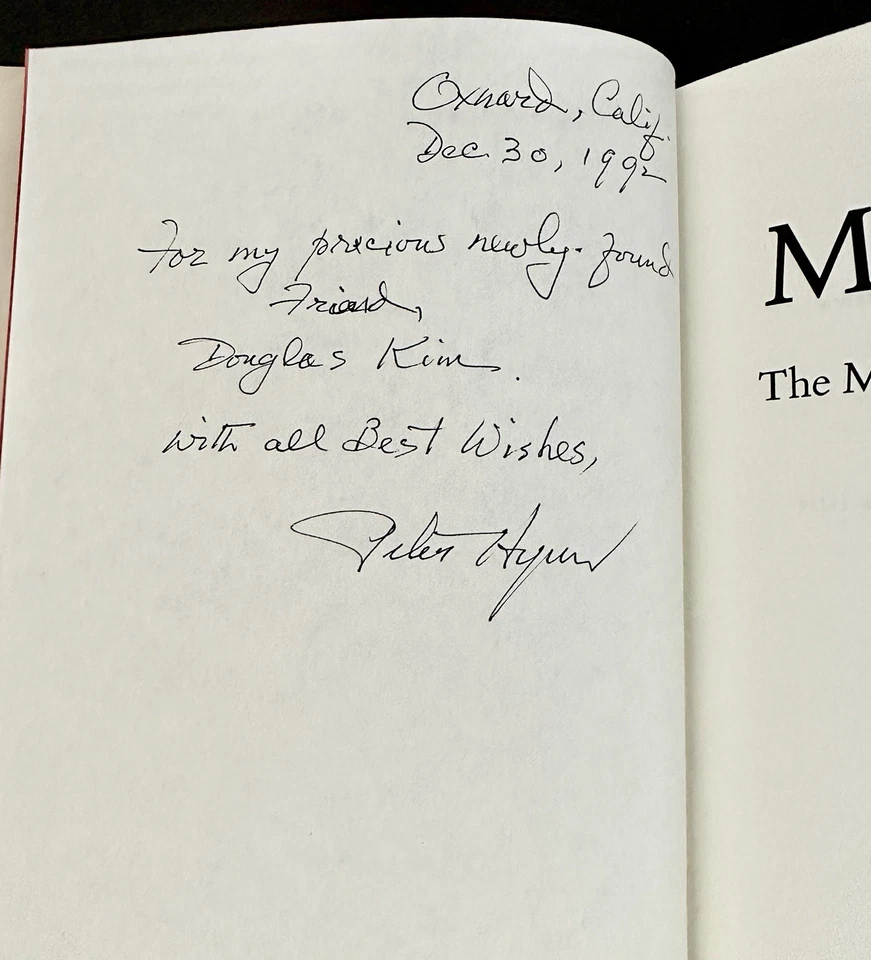 Oxnard, Calif.
Dec. 30, 1992
For my precious newly-found
Friend,
Douglas Kim.
With all Best Wishes,
Peter Hyun
M
The M